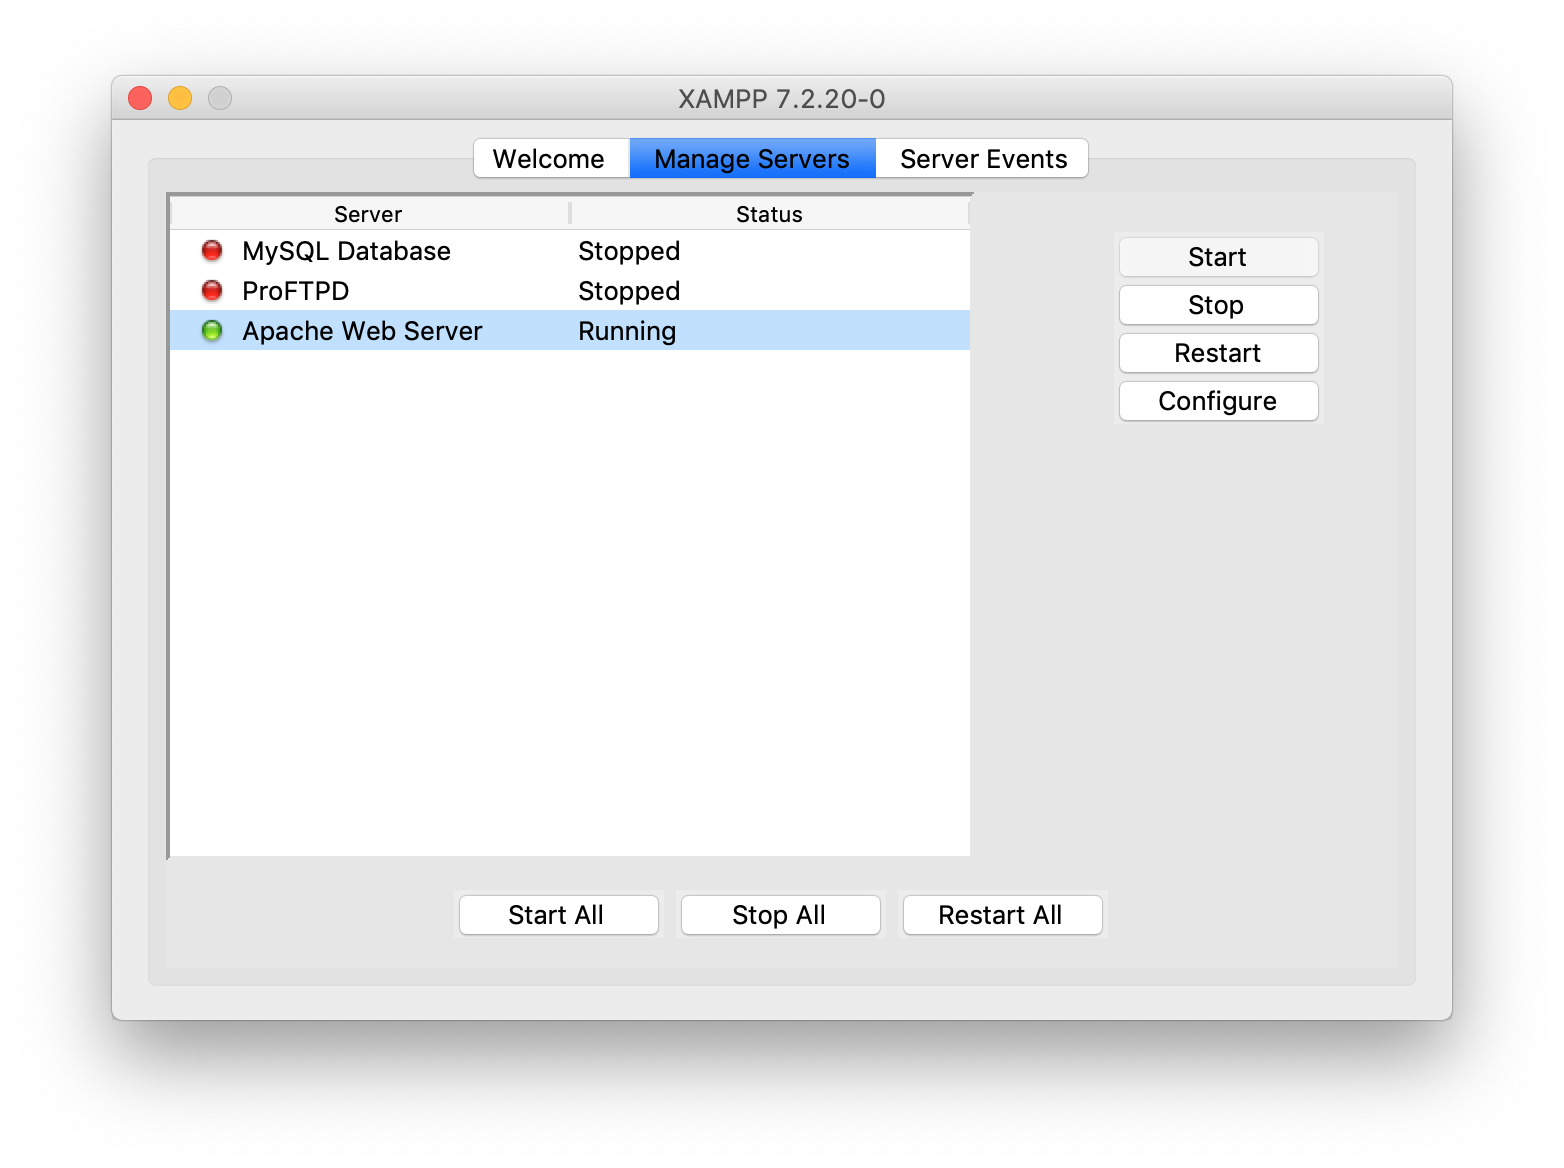 XAMPP 7.2.20-0
Welcome Manage Servers Server Events
Server Status
MySQL Database Stopped
ProFTPD Stopped
Apache Web Server Running
Start
Stop
Restart
Configure
Start All Stop All Restart All